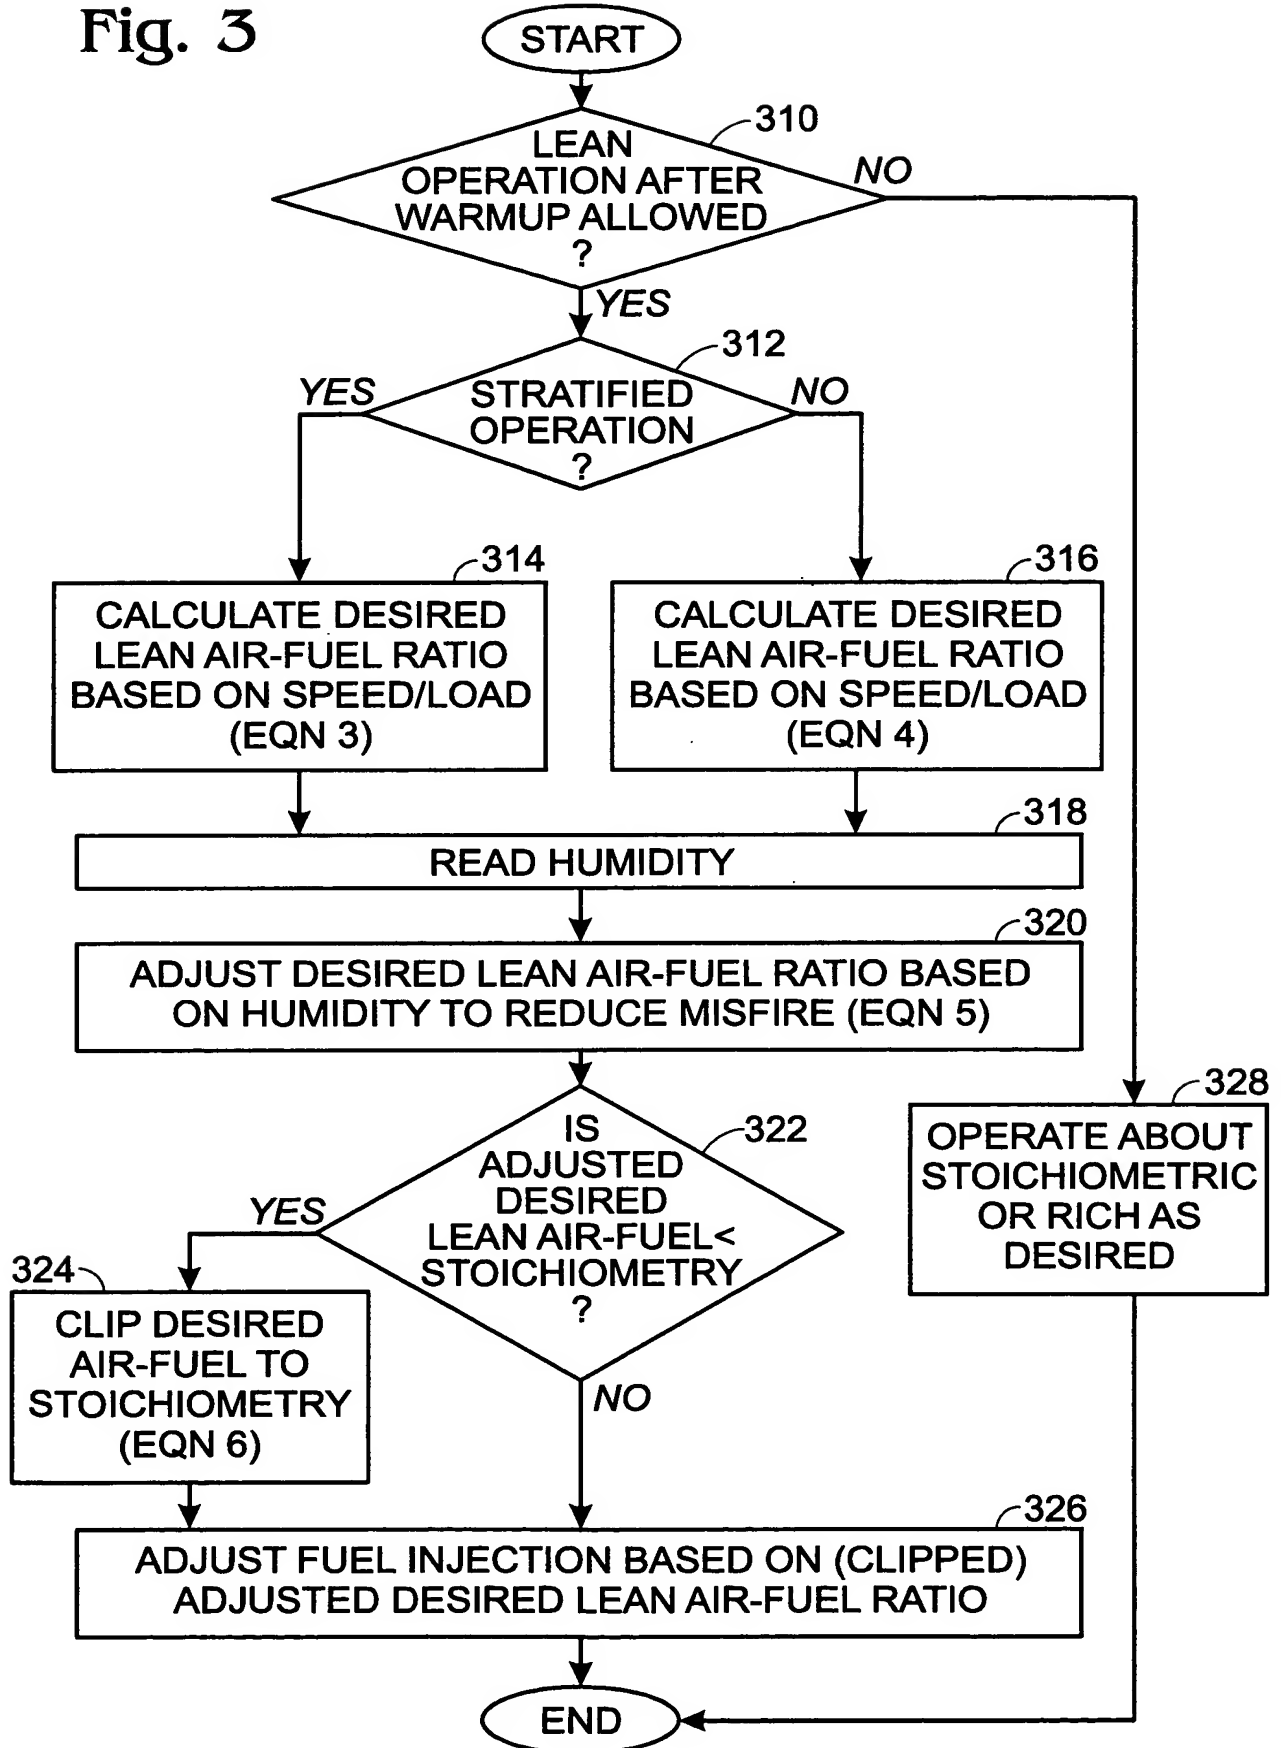 Fig. 3
START
310
LEAN
OPERATION AFTER
WARMUP ALLOWED
?
NO
YES
312
STRATIFIED
OPERATION
?
YES
NO
314
CALCULATE DESIRED
LEAN AIR-FUEL RATIO
BASED ON SPEED/LOAD
(EQN 3)
316
CALCULATE DESIRED
LEAN AIR-FUEL RATIO
BASED ON SPEED/LOAD
(EQN 4)
318
READ HUMIDITY
320
ADJUST DESIRED LEAN AIR-FUEL RATIO BASED
ON HUMIDITY TO REDUCE MISFIRE (EQN 5)
322
IS
ADJUSTED
DESIRED
LEAN AIR-FUEL<
STOICHIOMETRY
?
YES
NO
324
CLIP DESIRED
AIR-FUEL TO
STOICHIOMETRY
(EQN 6)
328
OPERATE ABOUT
STOICHIOMETRIC
OR RICH AS
DESIRED
326
ADJUST FUEL INJECTION BASED ON (CLIPPED)
ADJUSTED DESIRED LEAN AIR-FUEL RATIO
END